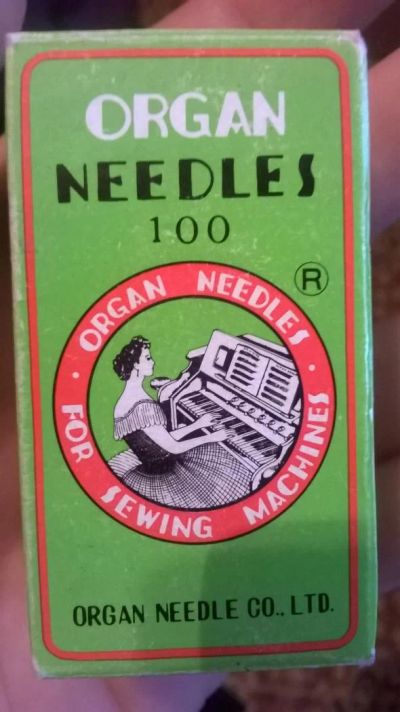 ORGAN
NEEDLES
100
®
· ORGAN NEEDLES ·
FOR SEWING MACHINES
ORGAN NEEDLE CO., LTD.